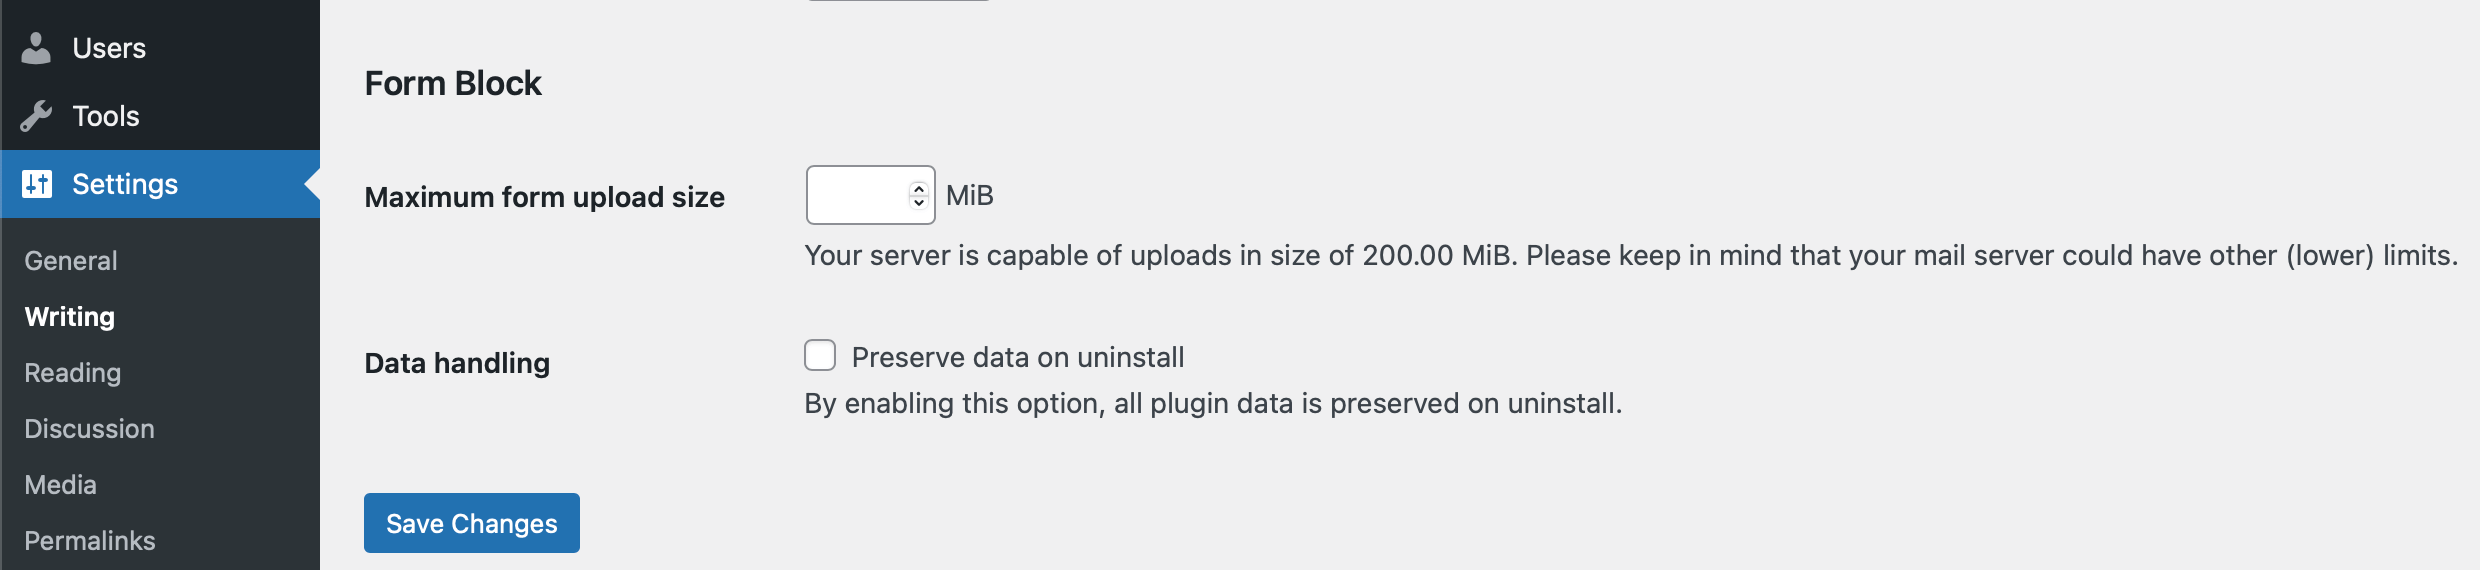 Users
Tools
Settings
General
Writing
Reading
Discussion
Media
Permalinks
Form Block
Maximum form upload size
MiB
Your server is capable of uploads in size of 200.00 MiB. Please keep in mind that your mail server could have other (lower) limits.
Data handling
Preserve data on uninstall
By enabling this option, all plugin data is preserved on uninstall.
Save Changes